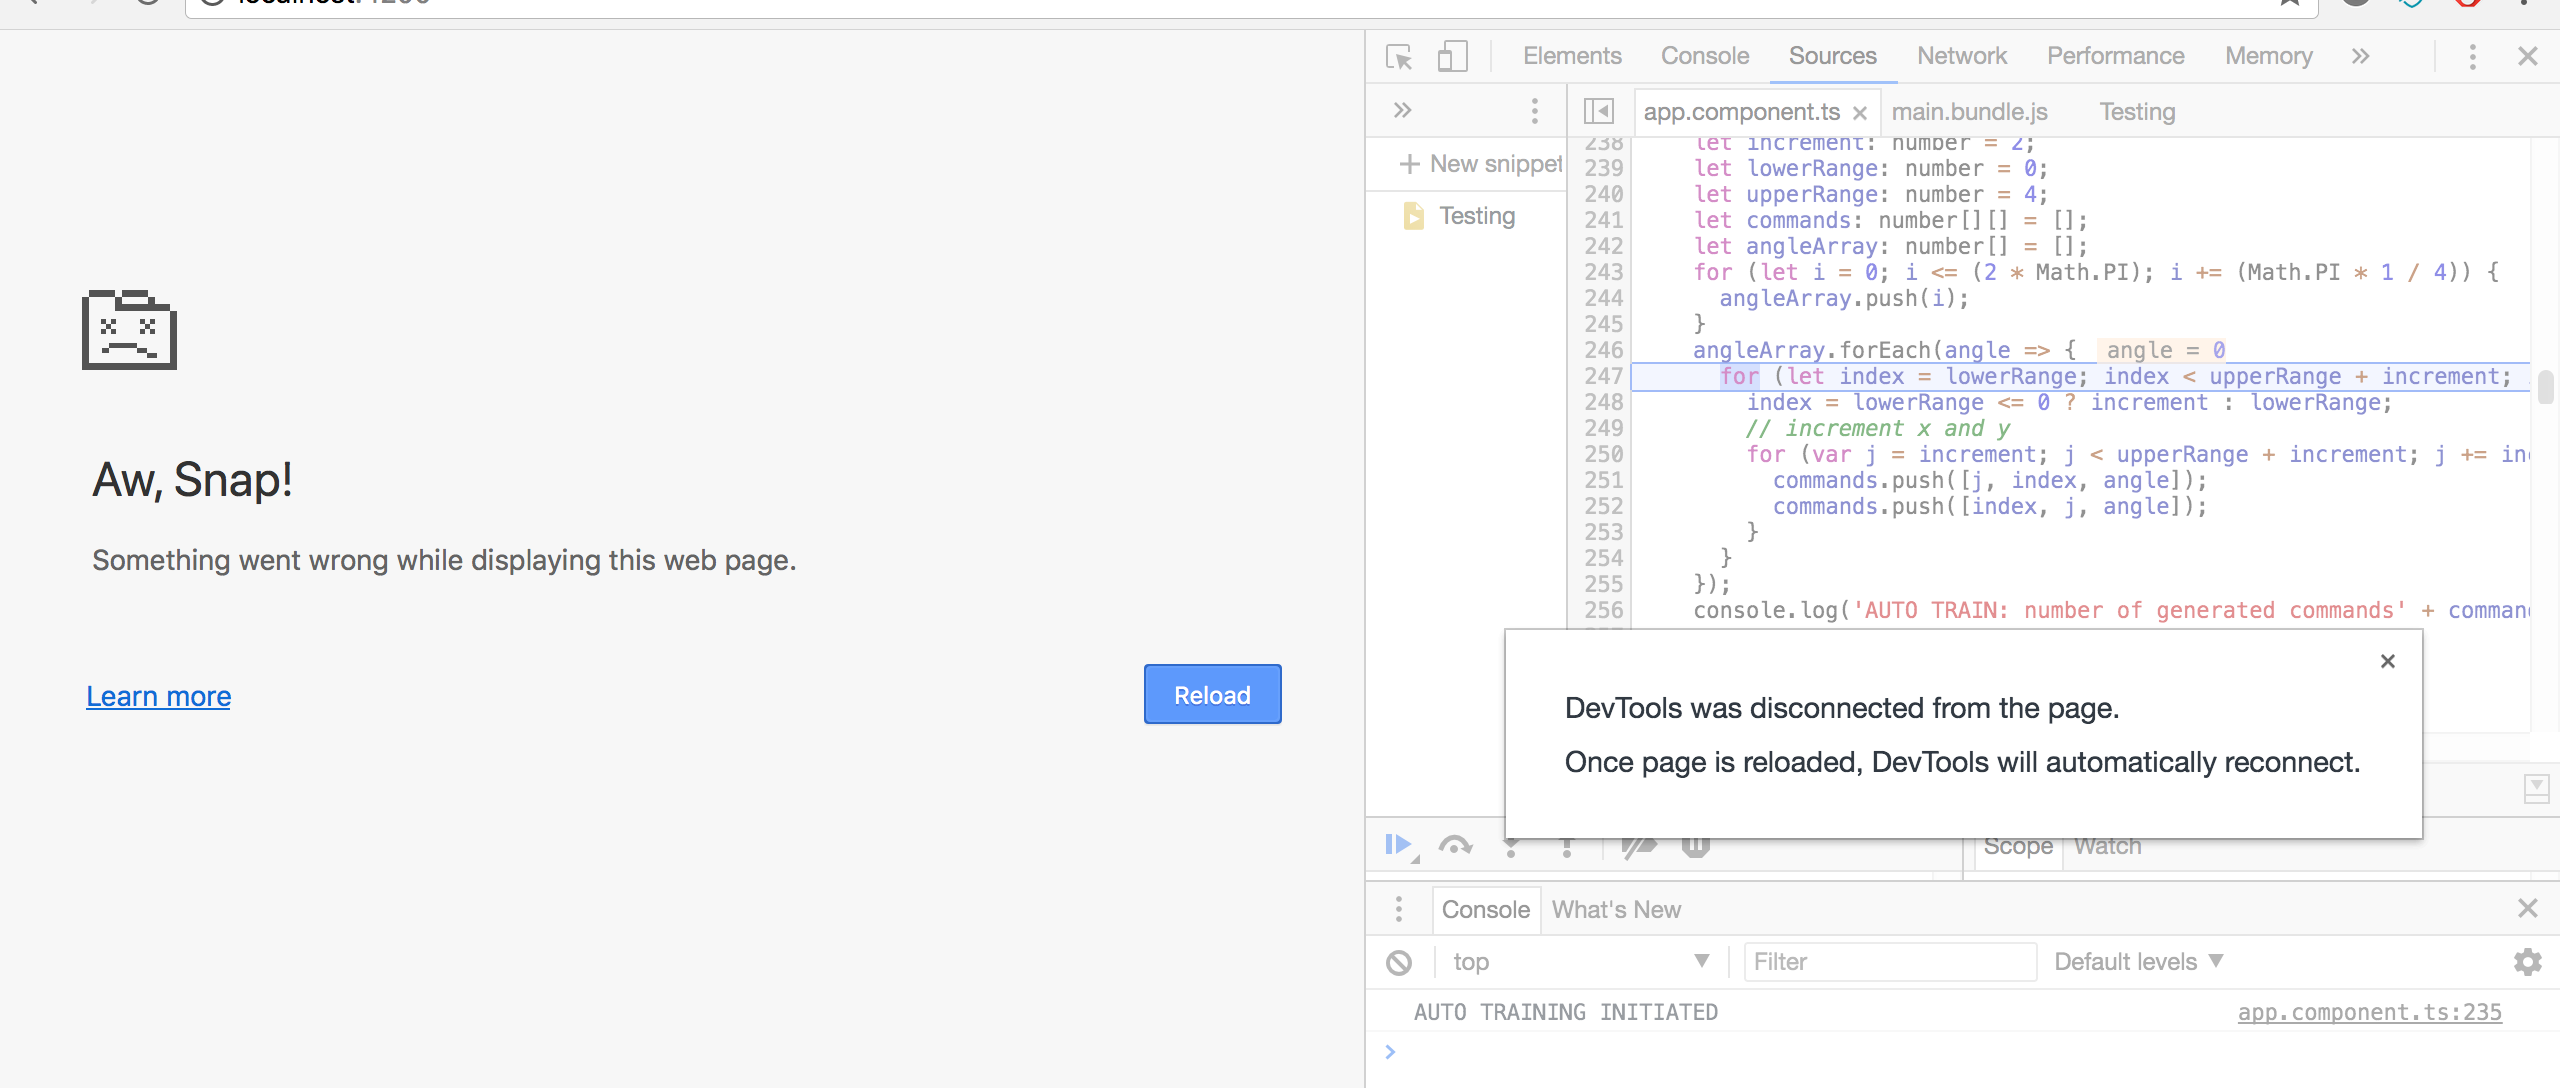 Elements Console Sources Network Performance Memory »
» app.component.ts × main.bundle.js Testing
+ New snippet
Testing
238 let increment: number = 2;
239 let lowerRange: number = 0;
240 let upperRange: number = 4;
241 let commands: number[][] = [];
242 let angleArray: number[] = [];
243 for (let i = 0; i <= (2 * Math.PI); i += (Math.PI * 1 / 4)) {
244 angleArray.push(i);
245 }
246 angleArray.forEach(angle => { angle = 0
247 for (let index = lowerRange; index < upperRange + increment;
248 index = lowerRange <= 0 ? increment : lowerRange;
249 // increment x and y
250 for (var j = increment; j < upperRange + increment; j += in
251 commands.push([j, index, angle]);
252 commands.push([index, j, angle]);
253 }
254 }
255 });
256 console.log('AUTO TRAIN: number of generated commands' + comman
Aw, Snap!
Something went wrong while displaying this web page.
Learn more
Reload
DevTools was disconnected from the page.
Once page is reloaded, DevTools will automatically reconnect.
Scope Watch
Console What's New
top Filter Default levels
AUTO TRAINING INITIATED app.component.ts:235